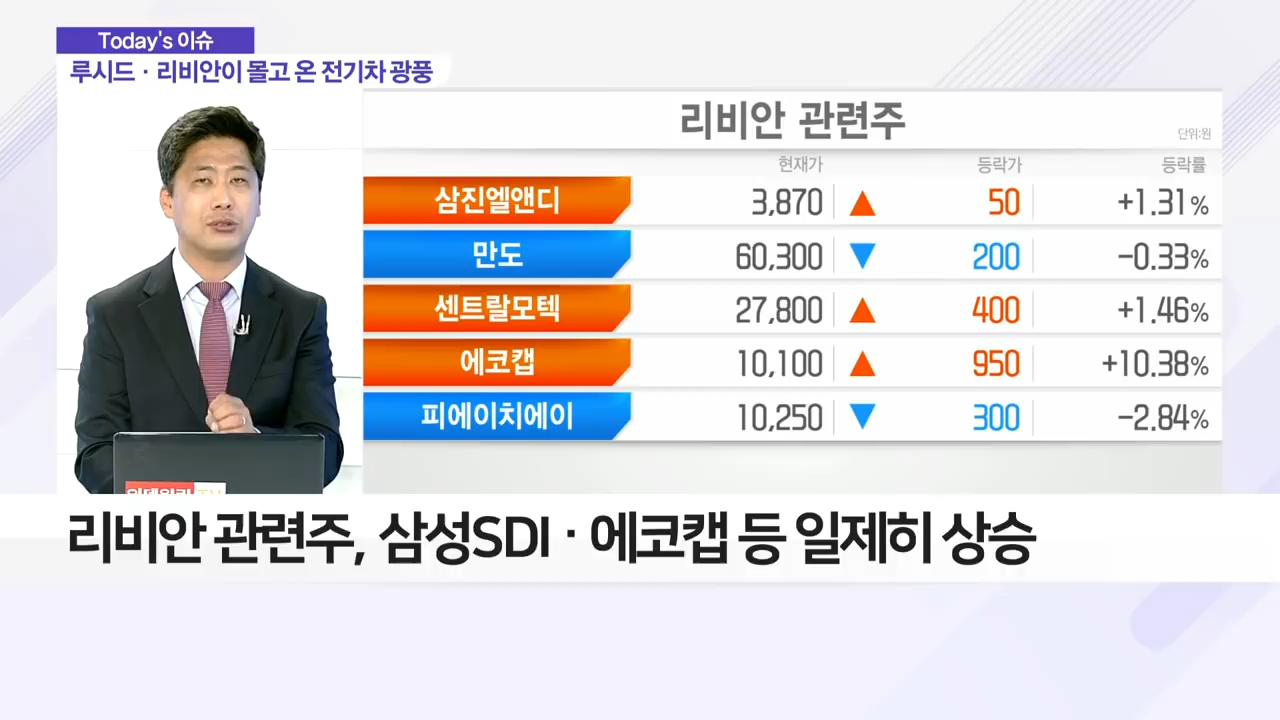 Today's 이슈
루시드 · 리비안이 몰고 온 전기차 광풍
리비안 관련주
단위:원
현재가 등락가 등락률
삼진엘앤디 3,870 ▲ 50 +1.31%
만도 60,300 ▼ 200 -0.33%
센트랄모텍 27,800 ▲ 400 +1.46%
에코캡 10,100 ▲ 950 +10.38%
피에이치에이 10,250 ▼ 300 -2.84%
리비안 관련주, 삼성SDI · 에코캡 등 일제히 상승